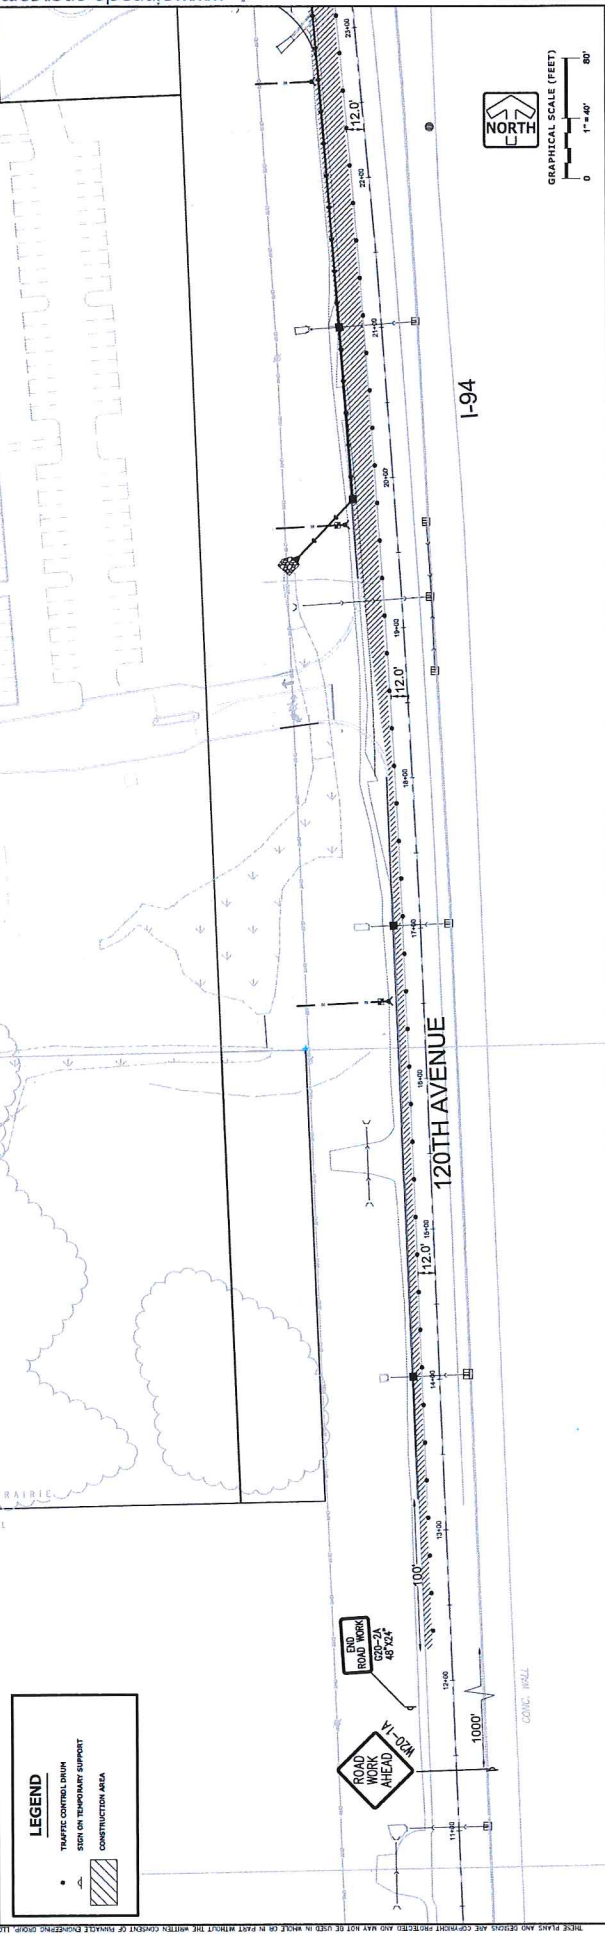 LEGEND
TRAFFIC CONTROL DRUM
SIGN ON TEMPORARY SUPPORT
CONSTRUCTION AREA
ROAD
WORK
AHEAD
W20-1A
END
ROAD WORK
G20-2A
48"X24"
1000'
100'
CONC. WALL
11+00
12+00
13+00
14+00
15+00
16+00
17+00
18+00
19+00
20+00
21+00
22+00
23+00
12.0'
12.0'
12.0'
120TH AVENUE
I-94
NORTH
GRAPHICAL SCALE (FEET)
0
1" = 40'
80'
RAIRIE
THESE PLANS AND DESIGNS ARE COPYRIGHT PROTECTED AND MAY NOT BE USED IN WHOLE OR IN PART WITHOUT THE WRITTEN CONSENT OF PINNACLE ENGINEERING GROUP, LLC